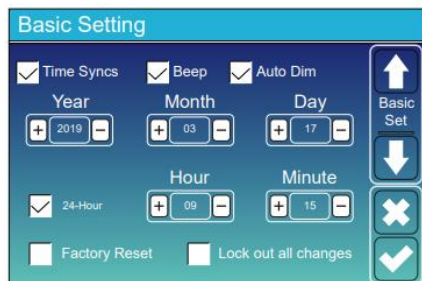 Basic Setting
Time Syncs Beep Auto Dim
Year Month Day
+ 2019 − + 03 − + 17 −
Basic
Set
Hour Minute
24-Hour + 09 − + 15 −
Factory Reset Lock out all changes